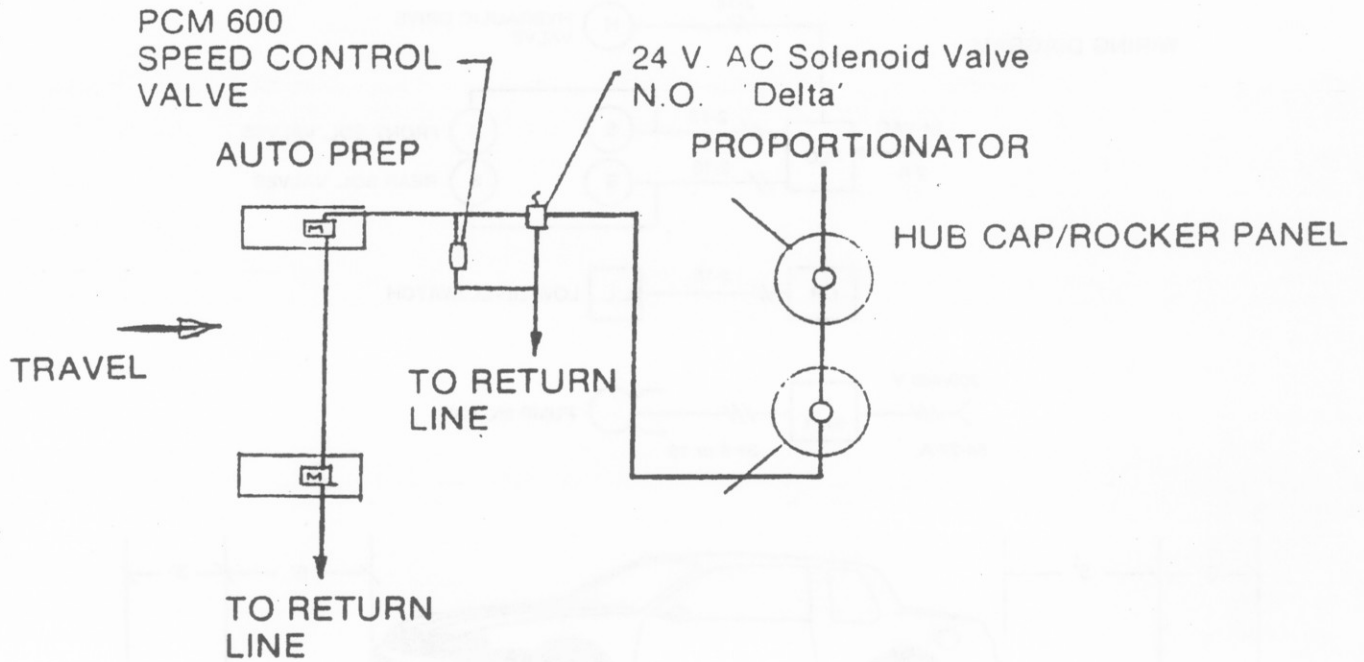 PCM 600
SPEED CONTROL
VALVE
24 V. AC Solenoid Valve
N.O. 'Delta'
AUTO PREP
PROPORTIONATOR
M
HUB CAP/ROCKER PANEL
TRAVEL
TO RETURN
LINE
M
TO RETURN
LINE